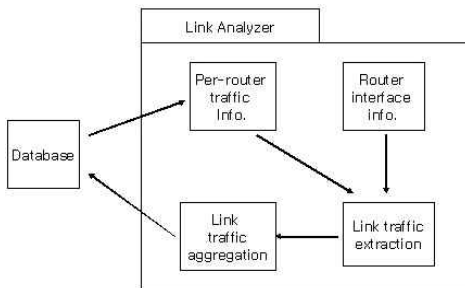 Link Analyzer
Per-router
traffic
Info.
Router
interface
info.
Database
Link
traffic
aggregation
Link traffic
extraction